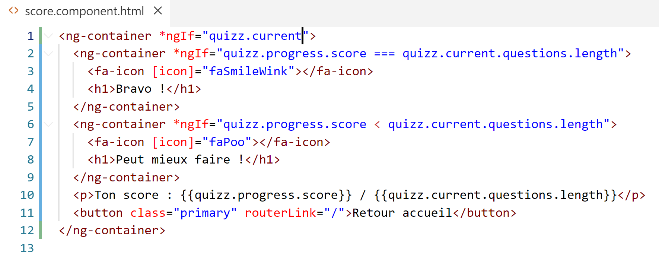 score.component.html
1 <ng-container *ngIf="quizz.current">
2 <ng-container *ngIf="quizz.progress.score === quizz.current.questions.length">
3 <fa-icon [icon]="faSmileWink"></fa-icon>
4 <h1>Bravo !</h1>
5 </ng-container>
6 <ng-container *ngIf="quizz.progress.score < quizz.current.questions.length">
7 <fa-icon [icon]="faPoo"></fa-icon>
8 <h1>Peut mieux faire !</h1>
9 </ng-container>
10 <p>Ton score : {{quizz.progress.score}} / {{quizz.current.questions.length}}</p>
11 <button class="primary" routerLink="/">Retour accueil</button>
12 </ng-container>
13